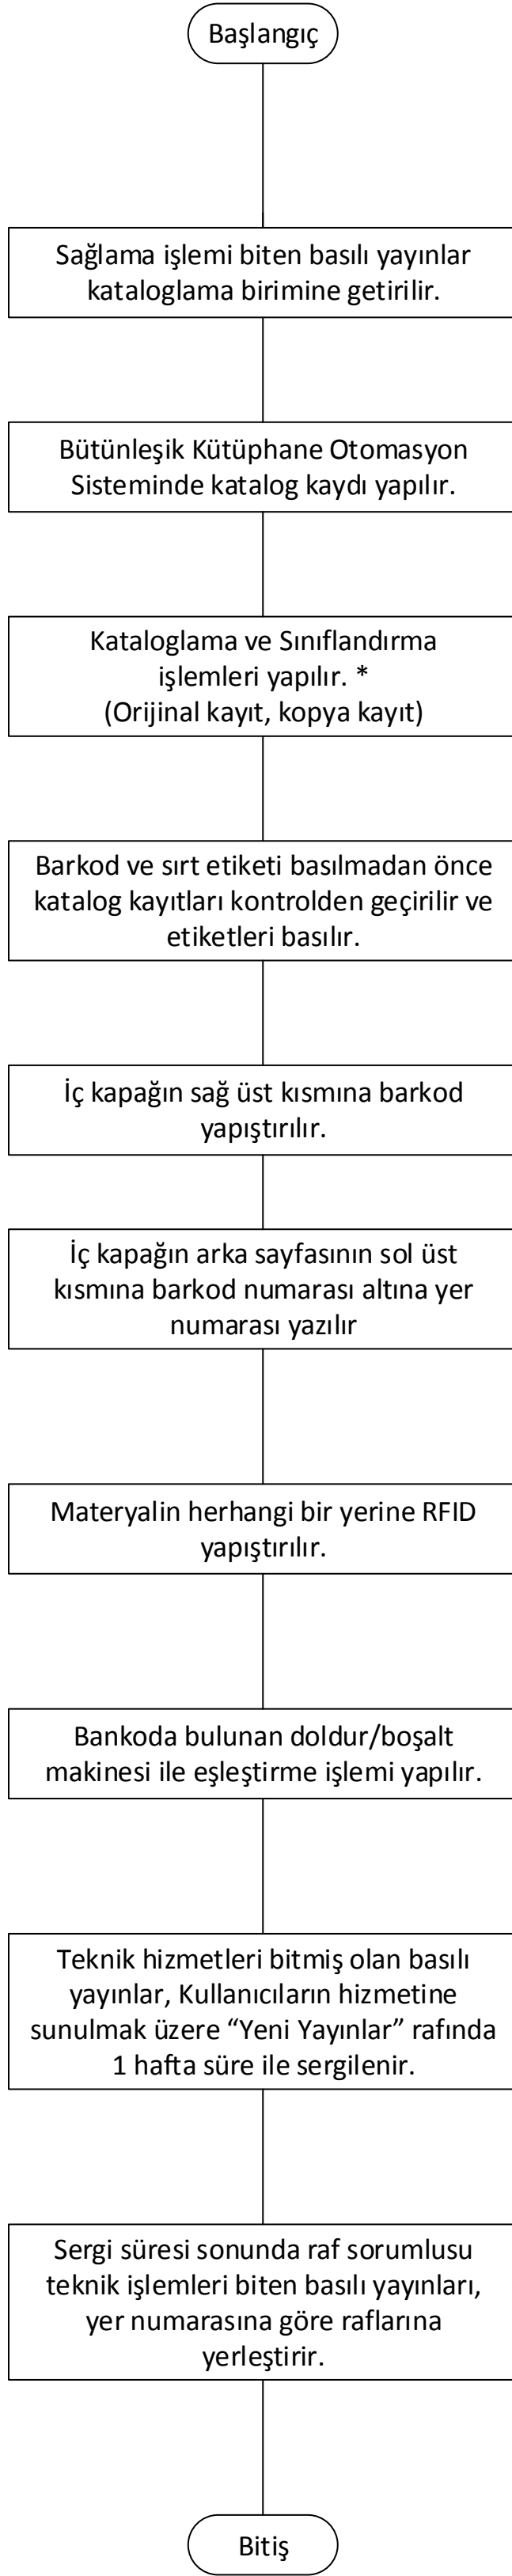 Başlangıç
Sağlama işlemi biten basılı yayınlar
kataloglama birimine getirilir.
Bütünleşik Kütüphane Otomasyon
Sisteminde katalog kaydı yapılır.
Kataloglama ve Sınıflandırma
işlemleri yapılır. *
(Orijinal kayıt, kopya kayıt)
Barkod ve sırt etiketi basılmadan önce
katalog kayıtları kontrolden geçirilir ve
etiketleri basılır.
İç kapağın sağ üst kısmına barkod
yapıştırılır.
İç kapağın arka sayfasının sol üst
kısmına barkod numarası altına yer
numarası yazılır
Materyalin herhangi bir yerine RFID
yapıştırılır.
Bankoda bulunan doldur/boşalt
makinesi ile eşleştirme işlemi yapılır.
Teknik hizmetleri bitmiş olan basılı
yayınlar, Kullanıcıların hizmetine
sunulmak üzere “Yeni Yayınlar” rafında
1 hafta süre ile sergilenir.
Sergi süresi sonunda raf sorumlusu
teknik işlemleri biten basılı yayınları,
yer numarasına göre raflarına
yerleştirir.
Bitiş